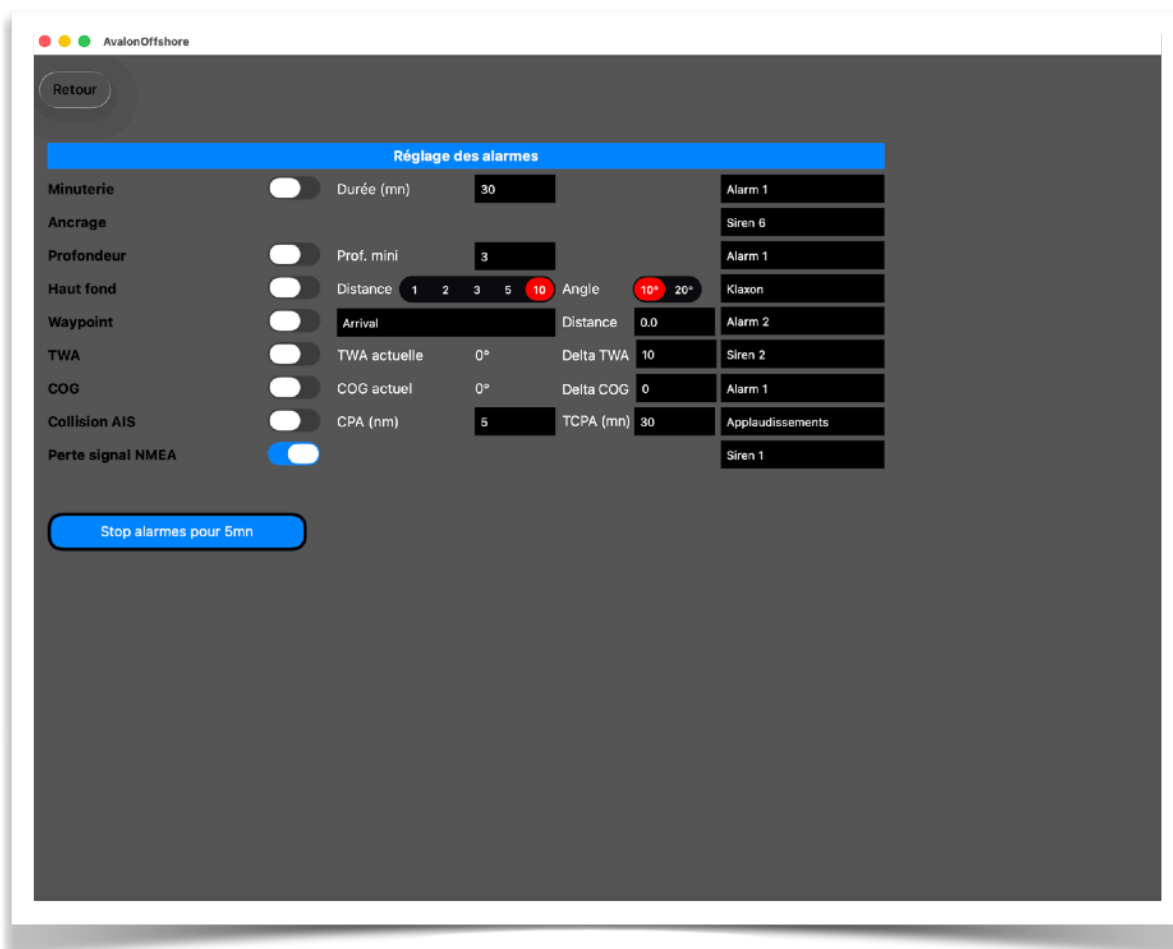 AvalonOffshore
Retour
Réglage des alarmes
Minuterie Durée (mn) 30 Alarm 1
Ancrage Siren 6
Profondeur Prof. mini 3 Alarm 1
Haut fond Distance 1 2 3 5 10 Angle 10° 20° Klaxon
Waypoint Arrival Distance 0.0 Alarm 2
TWA TWA actuelle 0° Delta TWA 10 Siren 2
COG COG actuel 0° Delta COG 0 Alarm 1
Collision AIS CPA (nm) 5 TCPA (mn) 30 Applaudissements
Perte signal NMEA Siren 1
Stop alarmes pour 5mn